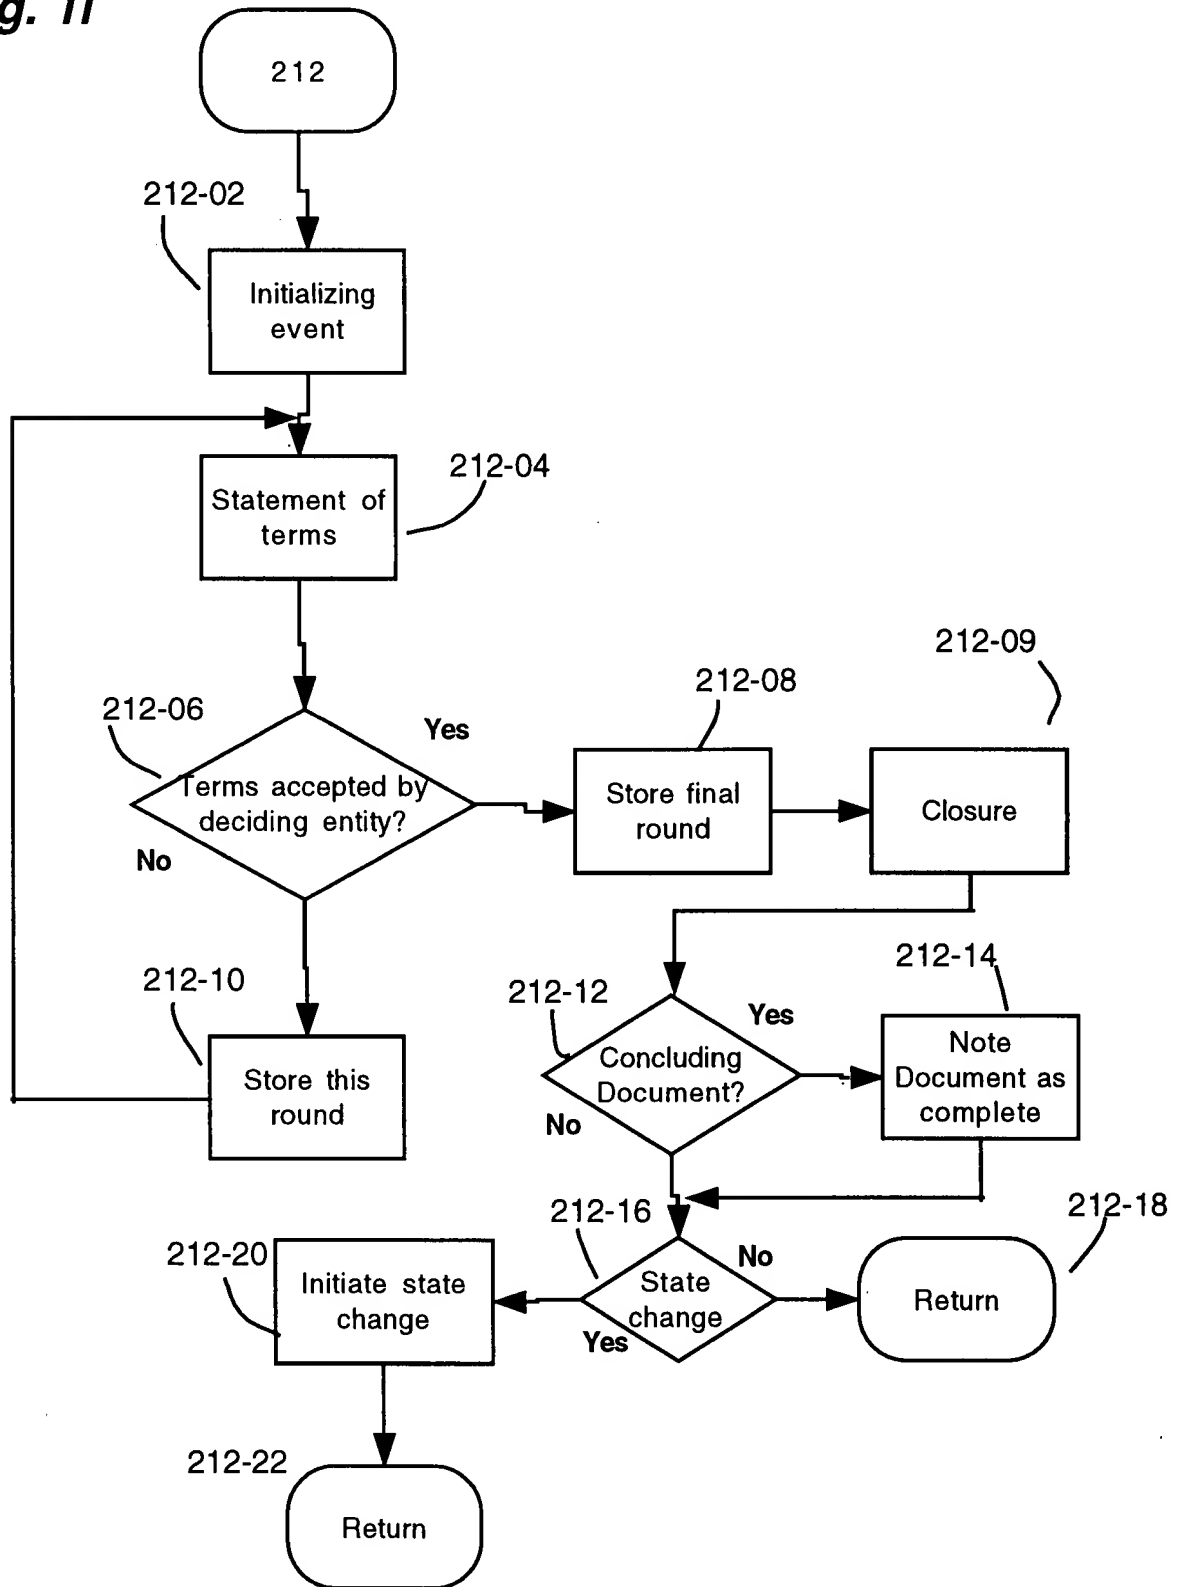 g. 11
212
212-02
Initializing
event
212-04
Statement of
terms
212-09
212-08
212-06
Yes
Terms accepted by
deciding entity?
No
Store final
round
Closure
212-14
212-10
212-12
Yes
Store this
round
Concluding
Document?
No
Note
Document as
complete
212-16
212-18
212-20
No
Initiate state
change
State
change
Yes
Return
212-22
Return